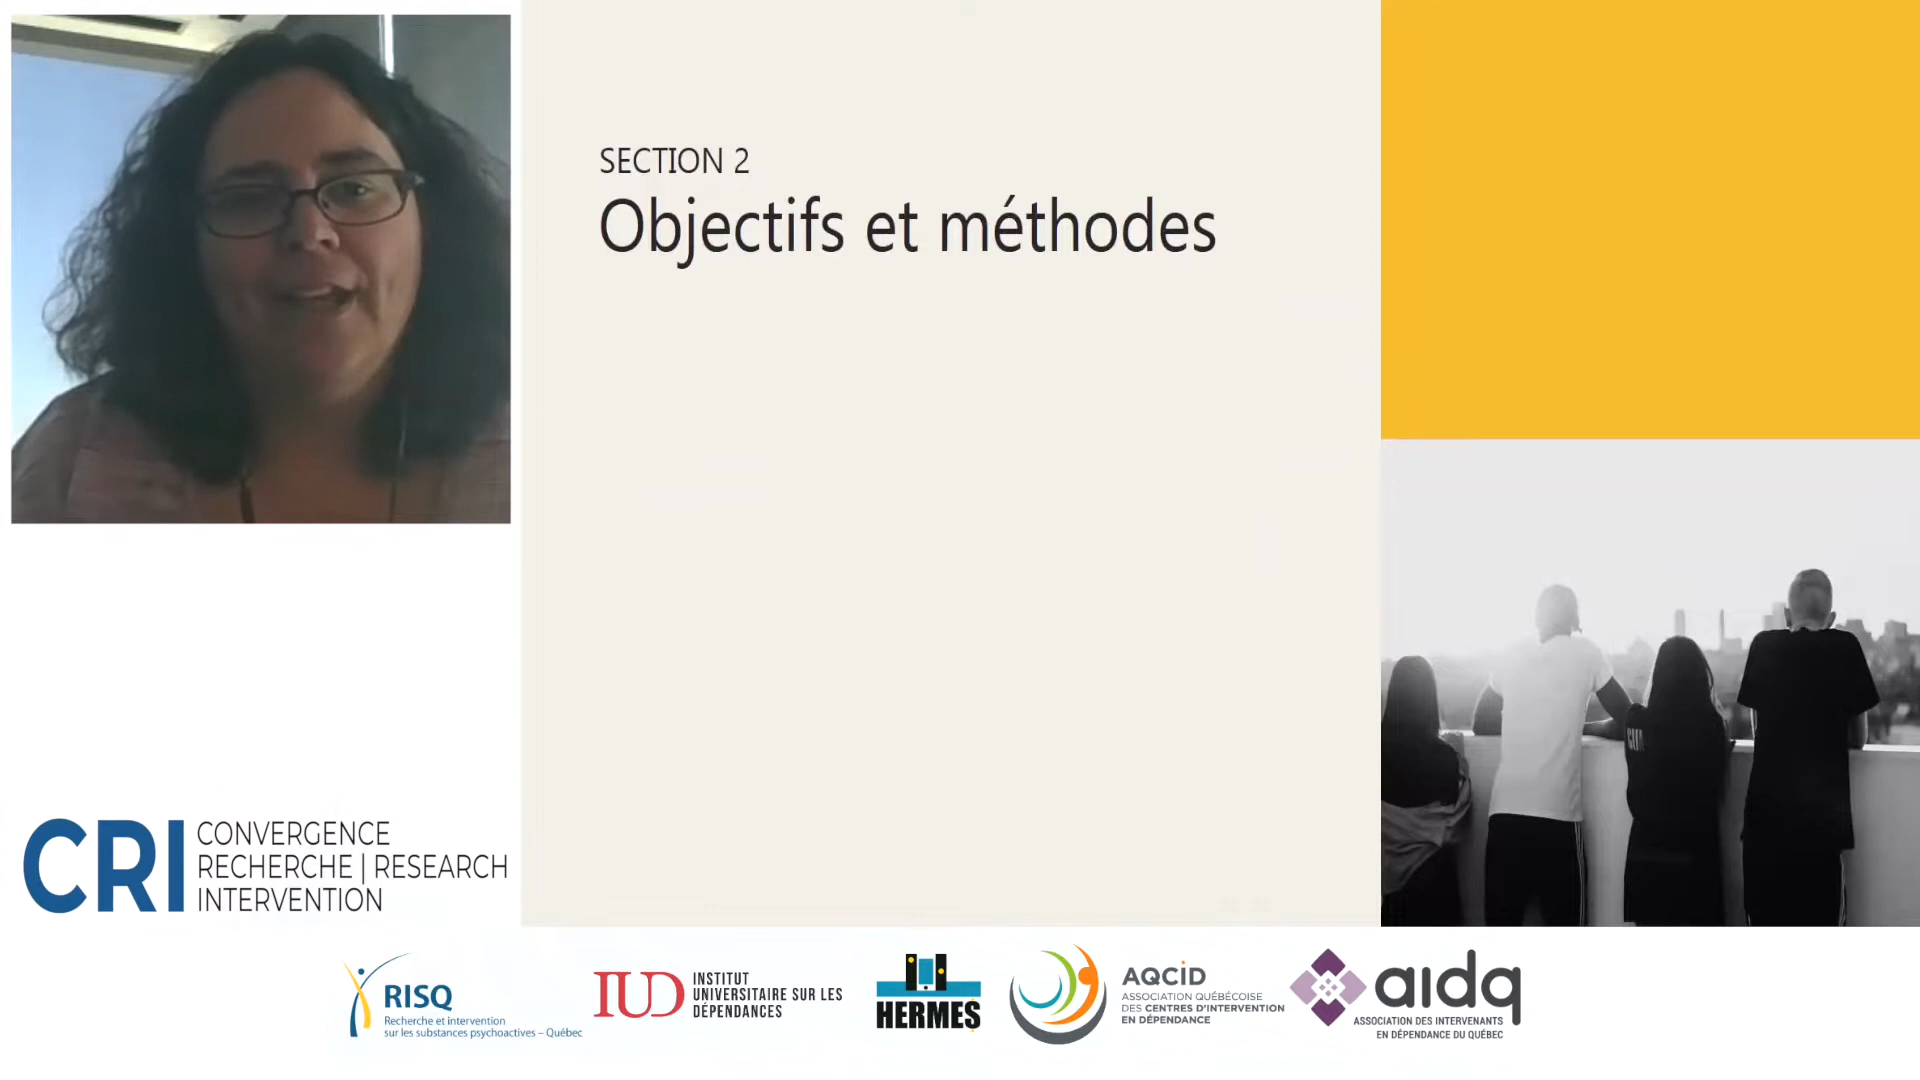 SECTION 2
Objectifs et méthodes
CRI
CONVERGENCE
RECHERCHE | RESEARCH
INTERVENTION
RISQ
Recherche et intervention
sur les substances psychoactives – Québec
IUD
INSTITUT
UNIVERSITAIRE SUR LES
DÉPENDANCES
HERMES
AQCiD
ASSOCIATION QUÉBÉCOISE
DES CENTRES D'INTERVENTION
EN DÉPENDANCE
aidq
ASSOCIATION DES INTERVENANTS
EN DÉPENDANCE DU QUÉBEC